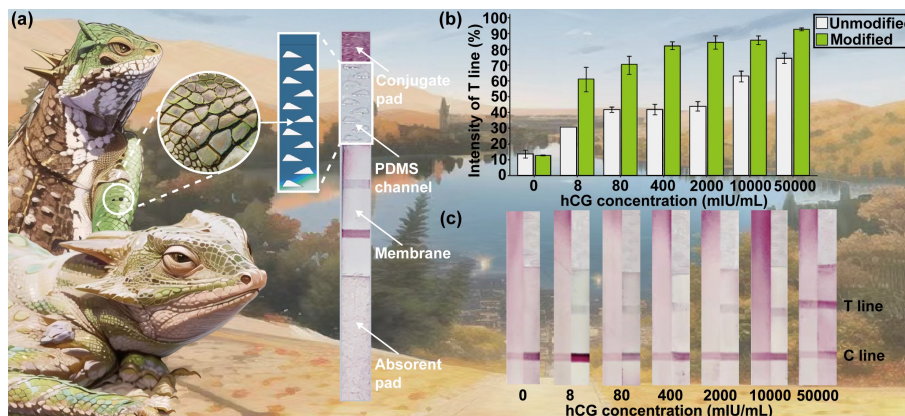 (a)
Conjugate
pad
PDMS
channel
Membrane
Absorent
pad
(b)
Intensity of T line (%)
100
90
80
70
60
50
40
30
20
10
0
Unmodified
Modified
0 8 80 400 2000 10000 50000
hCG concentration (mIU/mL)
(c)
T line
C line
0 8 80 400 2000 10000 50000
hCG concentration (mIU/mL)